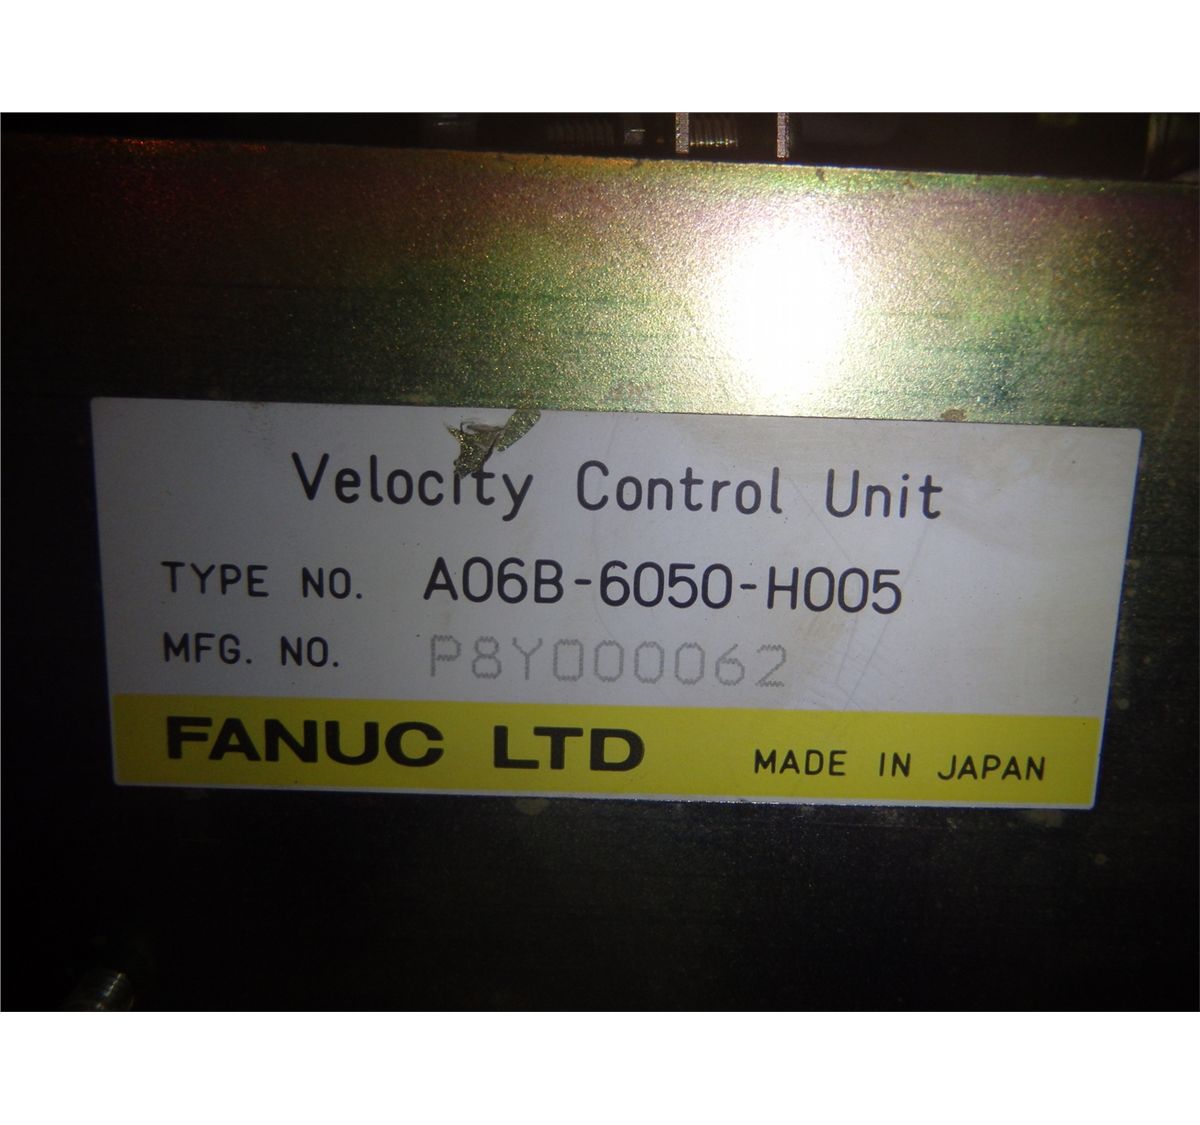 Velocity Control Unit
TYPE NO. A06B-6050-H005
MFG. NO. P8Y000062
FANUC LTD MADE IN JAPAN